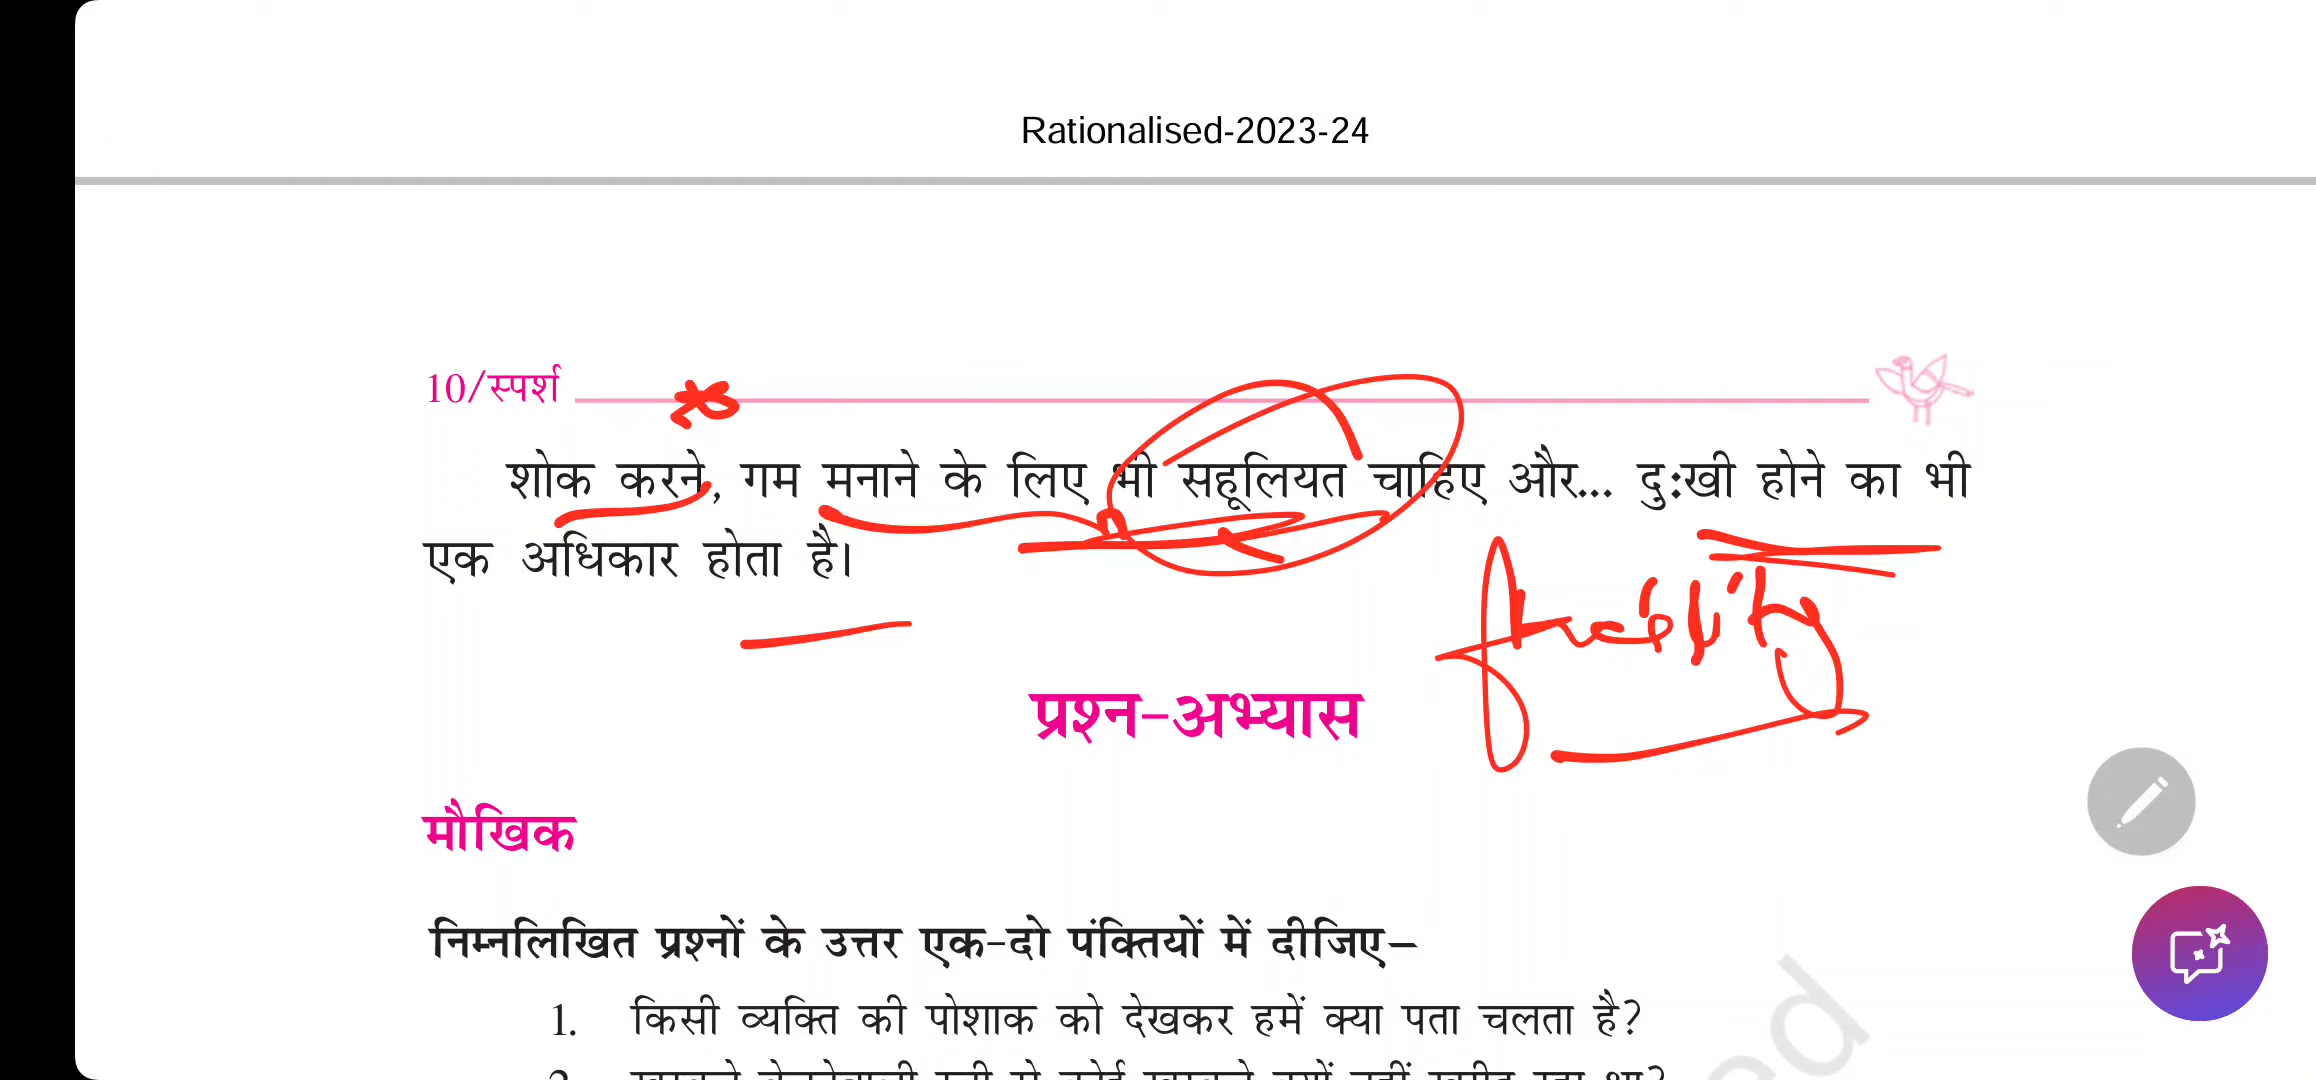 Rationalised-2023-24
10/स्पर्श
शोक करने, गम मनाने के लिए भी सहूलियत चाहिए और... दुःखी होने का भी
एक अधिकार होता है।
प्रश्न-अभ्यास
मौखिक
निम्नलिखित प्रश्नों के उत्तर एक-दो पंक्तियों में दीजिए–
1. किसी व्यक्ति की पोशाक को देखकर हमें क्या पता चलता है?